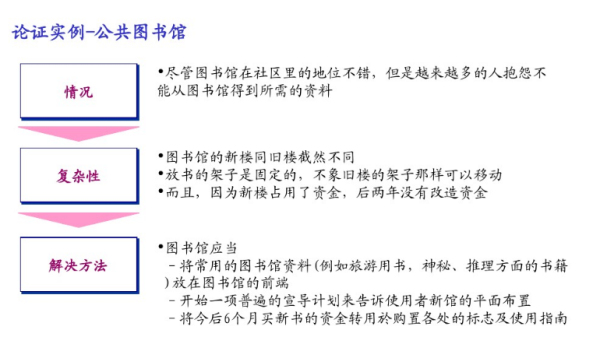 论证实例-公共图书馆
情况
•尽管图书馆在社区里的地位不错，但是越来越多的人抱怨不
能从图书馆得到所需的资料
复杂性
•图书馆的新楼同旧楼截然不同
•放书的架子是固定的，不象旧楼的架子那样可以移动
•而且，因为新楼占用了资金，后两年没有改造资金
解决方法
•图书馆应当
-将常用的图书馆资料(例如旅游用书，神秘、推理方面的书籍
)放在图书馆的前端
-开始一项普遍的宣导计划来告诉使用者新馆的平面布置
-将今后6个月买新书的资金转用於购置各处的标志及使用指南